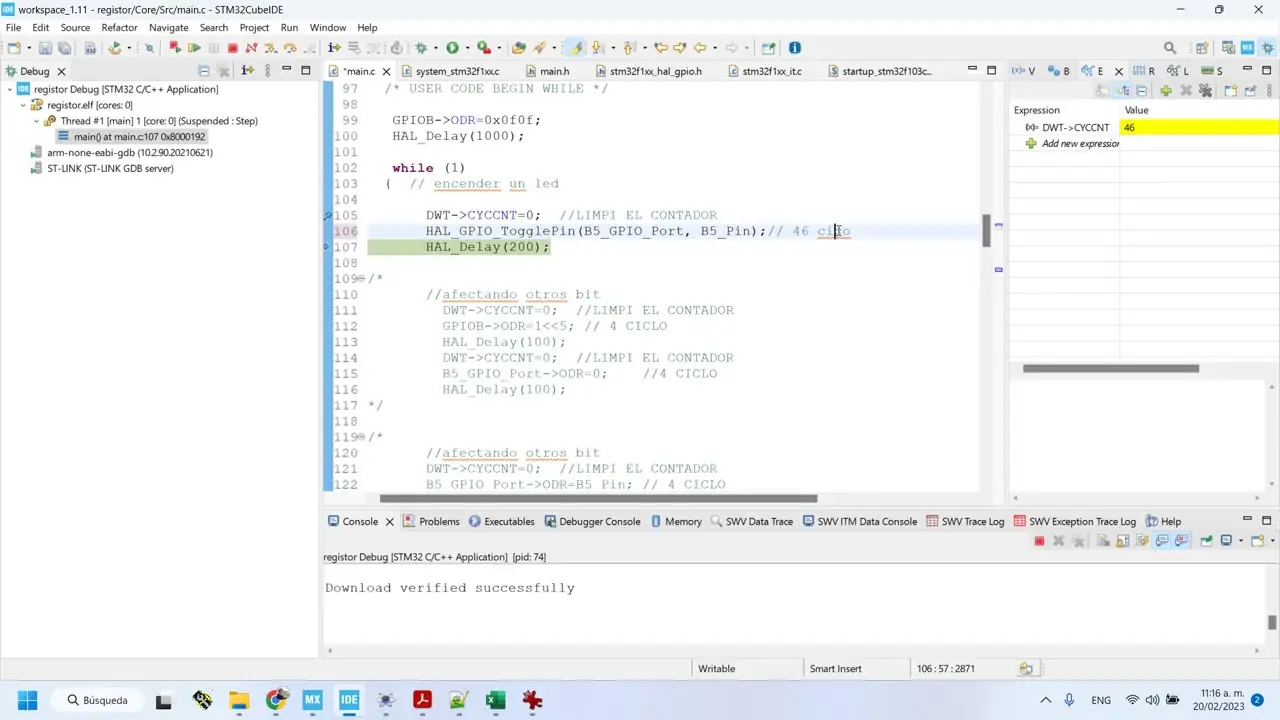 workspace_1.11 - registor/Core/Src/main.c - STM32CubeIDE
File Edit Source Refactor Navigate Search Project Run Window Help
Debug
registor Debug [STM32 C/C++ Application]
registor.elf [cores: 0]
Thread #1 [main] 1 [core: 0] (Suspended : Step)
main() at main.c:107 0x8000192
arm-none-eabi-gdb (10.2.90.20210621)
ST-LINK (ST-LINK GDB server)
*main.c system_stm32f1xx.c main.h stm32f1xx_hal_gpio.h stm32f1xx_it.c startup_stm32f103c...
97 /* USER CODE BEGIN WHILE */
98
99 GPIOB->ODR=0x0f0f;
100 HAL_Delay(1000);
101
102 while (1)
103 { // encender un led
104
105 DWT->CYCCNT=0; //LIMPI EL CONTADOR
106 HAL_GPIO_TogglePin(B5_GPIO_Port, B5_Pin);// 46 ciclo
107 HAL_Delay(200);
108
109 /*
110 //afectando otros bit
111 DWT->CYCCNT=0; //LIMPI EL CONTADOR
112 GPIOB->ODR=1<<5; // 4 CICLO
113 HAL_Delay(100);
114 DWT->CYCCNT=0; //LIMPI EL CONTADOR
115 B5_GPIO_Port->ODR=0; //4 CICLO
116 HAL_Delay(100);
117 */
118
119 /*
120 //afectando otros bit
121 DWT->CYCCNT=0; //LIMPI EL CONTADOR
122 B5_GPIO_Port->ODR=B5_Pin; // 4 CICLO
V B E R L S
Expression Value
DWT->CYCCNT 46
Add new expression
Console Problems Executables Debugger Console Memory SWV Data Trace SWV ITM Data Console SWV Trace Log SWV Exception Trace Log Help
registor Debug [STM32 C/C++ Application] [pid: 74]
Download verified successfully
Writable Smart Insert 106 : 57 : 2871
Búsqueda MX IDE ENG 11:16 a. m.
20/02/2023 2